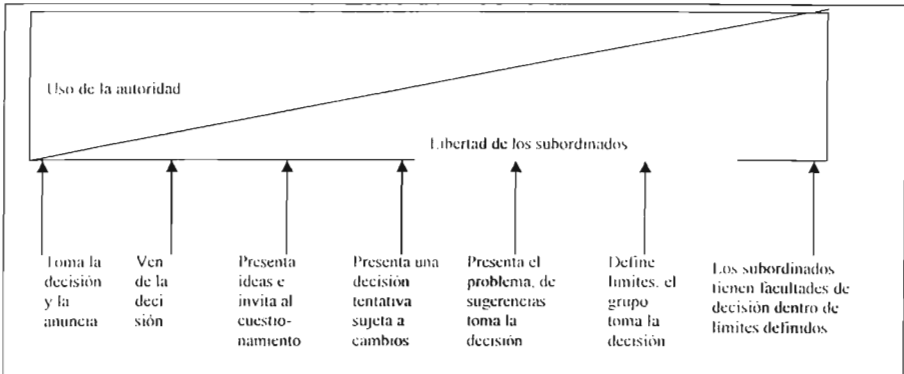 Uso de la autoridad
Libertad de los subordinados
Toma la
decisión
y la
anuncia
Ven
de la
deci
sión
Presenta
ideas e
invita al
cuestio-
namiento
Presenta una
decisión
tentativa
sujeta a
cambios
Presenta el
problema, de
sugerencias
toma la
decisión
Define
limites, el
grupo
toma la
decisión
Los subordinados
tienen facultades de
decisión dentro de
limites definidos